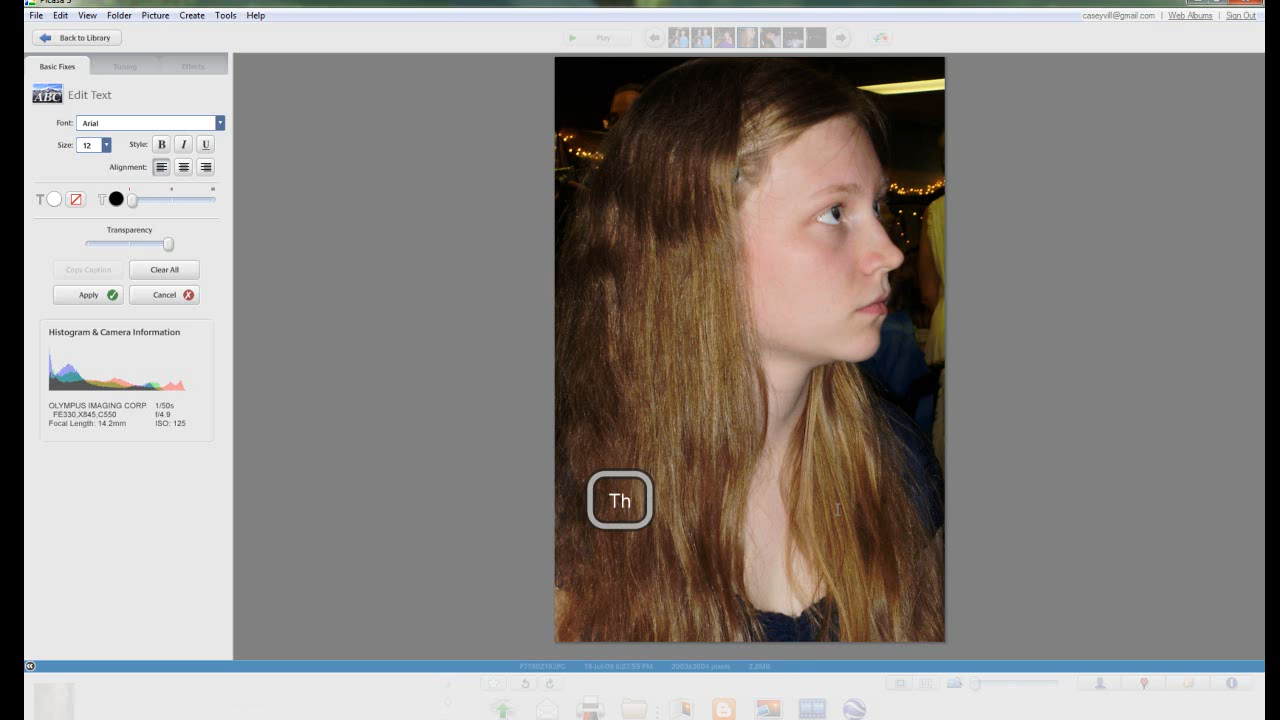 Picasa 3
File Edit View Folder Picture Create Tools Help
caseyvill@gmail.com | Web Albums | Sign Out
Back to Library
Play
Basic Fixes Tuning Effects
ABC Edit Text
Font: Arial
Size: 12 Style: B I U
Alignment:
T T
Transparency
Copy Caption Clear All
Apply Cancel
Histogram & Camera Information
OLYMPUS IMAGING CORP 1/50s
FE330,X845,C550 f/4.9
Focal Length: 14.2mm ISO: 125
Th